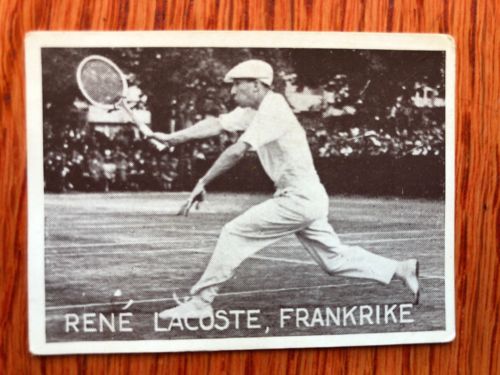 RENÉ LACOSTE, FRANKRIKE